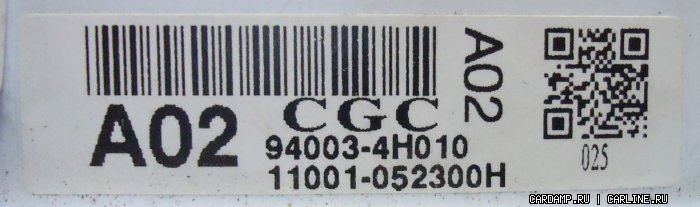 A02
CGC
A02
94003-4H010
11001-052300H
025
CARDAMP.RU | CARLINE.RU